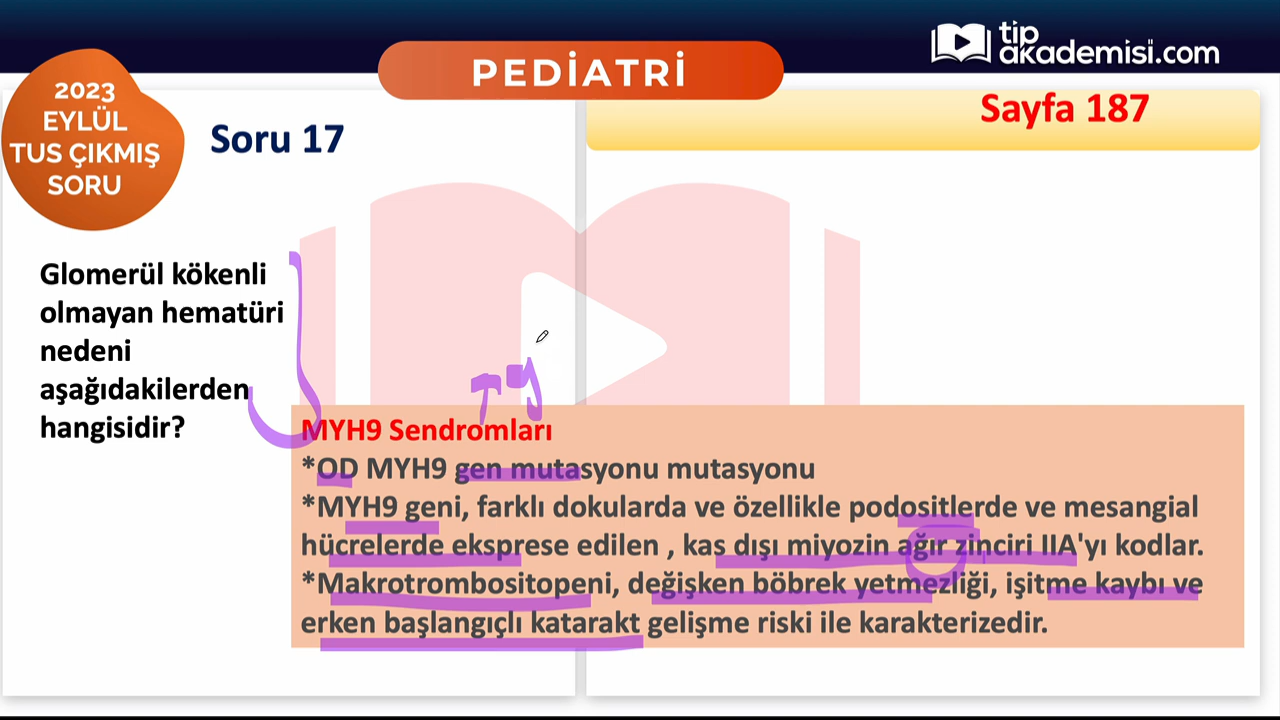 tıp
akademisi.com
PEDİATRİ
2023
EYLÜL
TUS ÇIKMIŞ
SORU
Soru 17
Sayfa 187
Glomerül kökenli
olmayan hematüri
nedeni
aşağıdakilerden
hangisidir?
MYH9 Sendromları
*OD MYH9 gen mutasyonu mutasyonu
*MYH9 geni, farklı dokularda ve özellikle podositlerde ve mesangial
hücrelerde eksprese edilen , kas dışı miyozin ağır zinciri IIA'yı kodlar.
*Makrotrombositopeni, değişken böbrek yetmezliği, işitme kaybı ve
erken başlangıçlı katarakt gelişme riski ile karakterizedir.